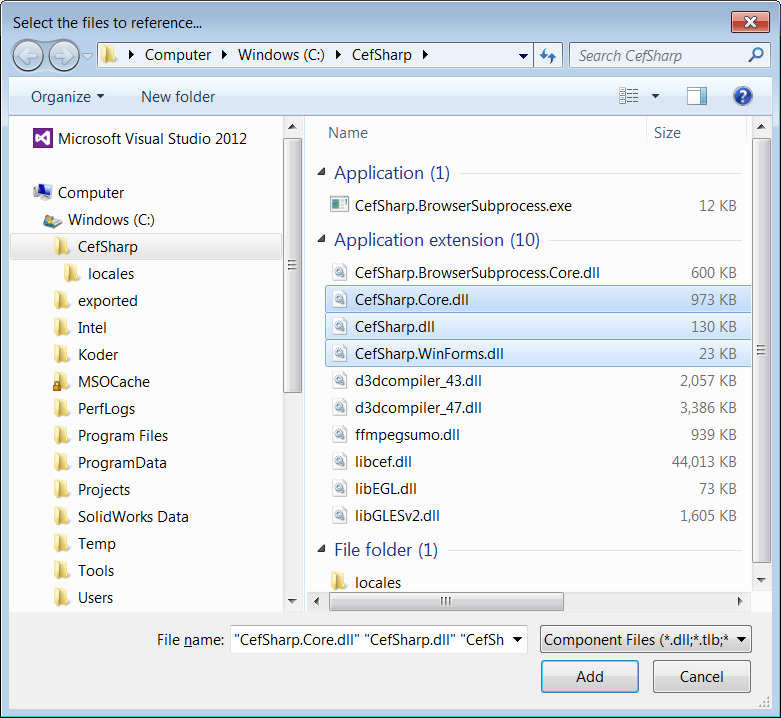 Select the files to reference...
Computer Windows (C:) CefSharp
Search CefSharp
Organize New folder
Microsoft Visual Studio 2012
Computer
Windows (C:)
CefSharp
locales
exported
Intel
Koder
MSOCache
PerfLogs
Program Files
ProgramData
Projects
SolidWorks Data
Temp
Tools
Users
Name Size
Application (1)
CefSharp.BrowserSubprocess.exe 12 KB
Application extension (10)
CefSharp.BrowserSubprocess.Core.dll 600 KB
CefSharp.Core.dll 973 KB
CefSharp.dll 130 KB
CefSharp.WinForms.dll 23 KB
d3dcompiler_43.dll 2,057 KB
d3dcompiler_47.dll 3,386 KB
ffmpegsumo.dll 939 KB
libcef.dll 44,013 KB
libEGL.dll 73 KB
libGLESv2.dll 1,605 KB
File folder (1)
locales
File name: "CefSharp.Core.dll" "CefSharp.dll" "CefSh
Component Files (*.dll;*.tlb;*
Add Cancel